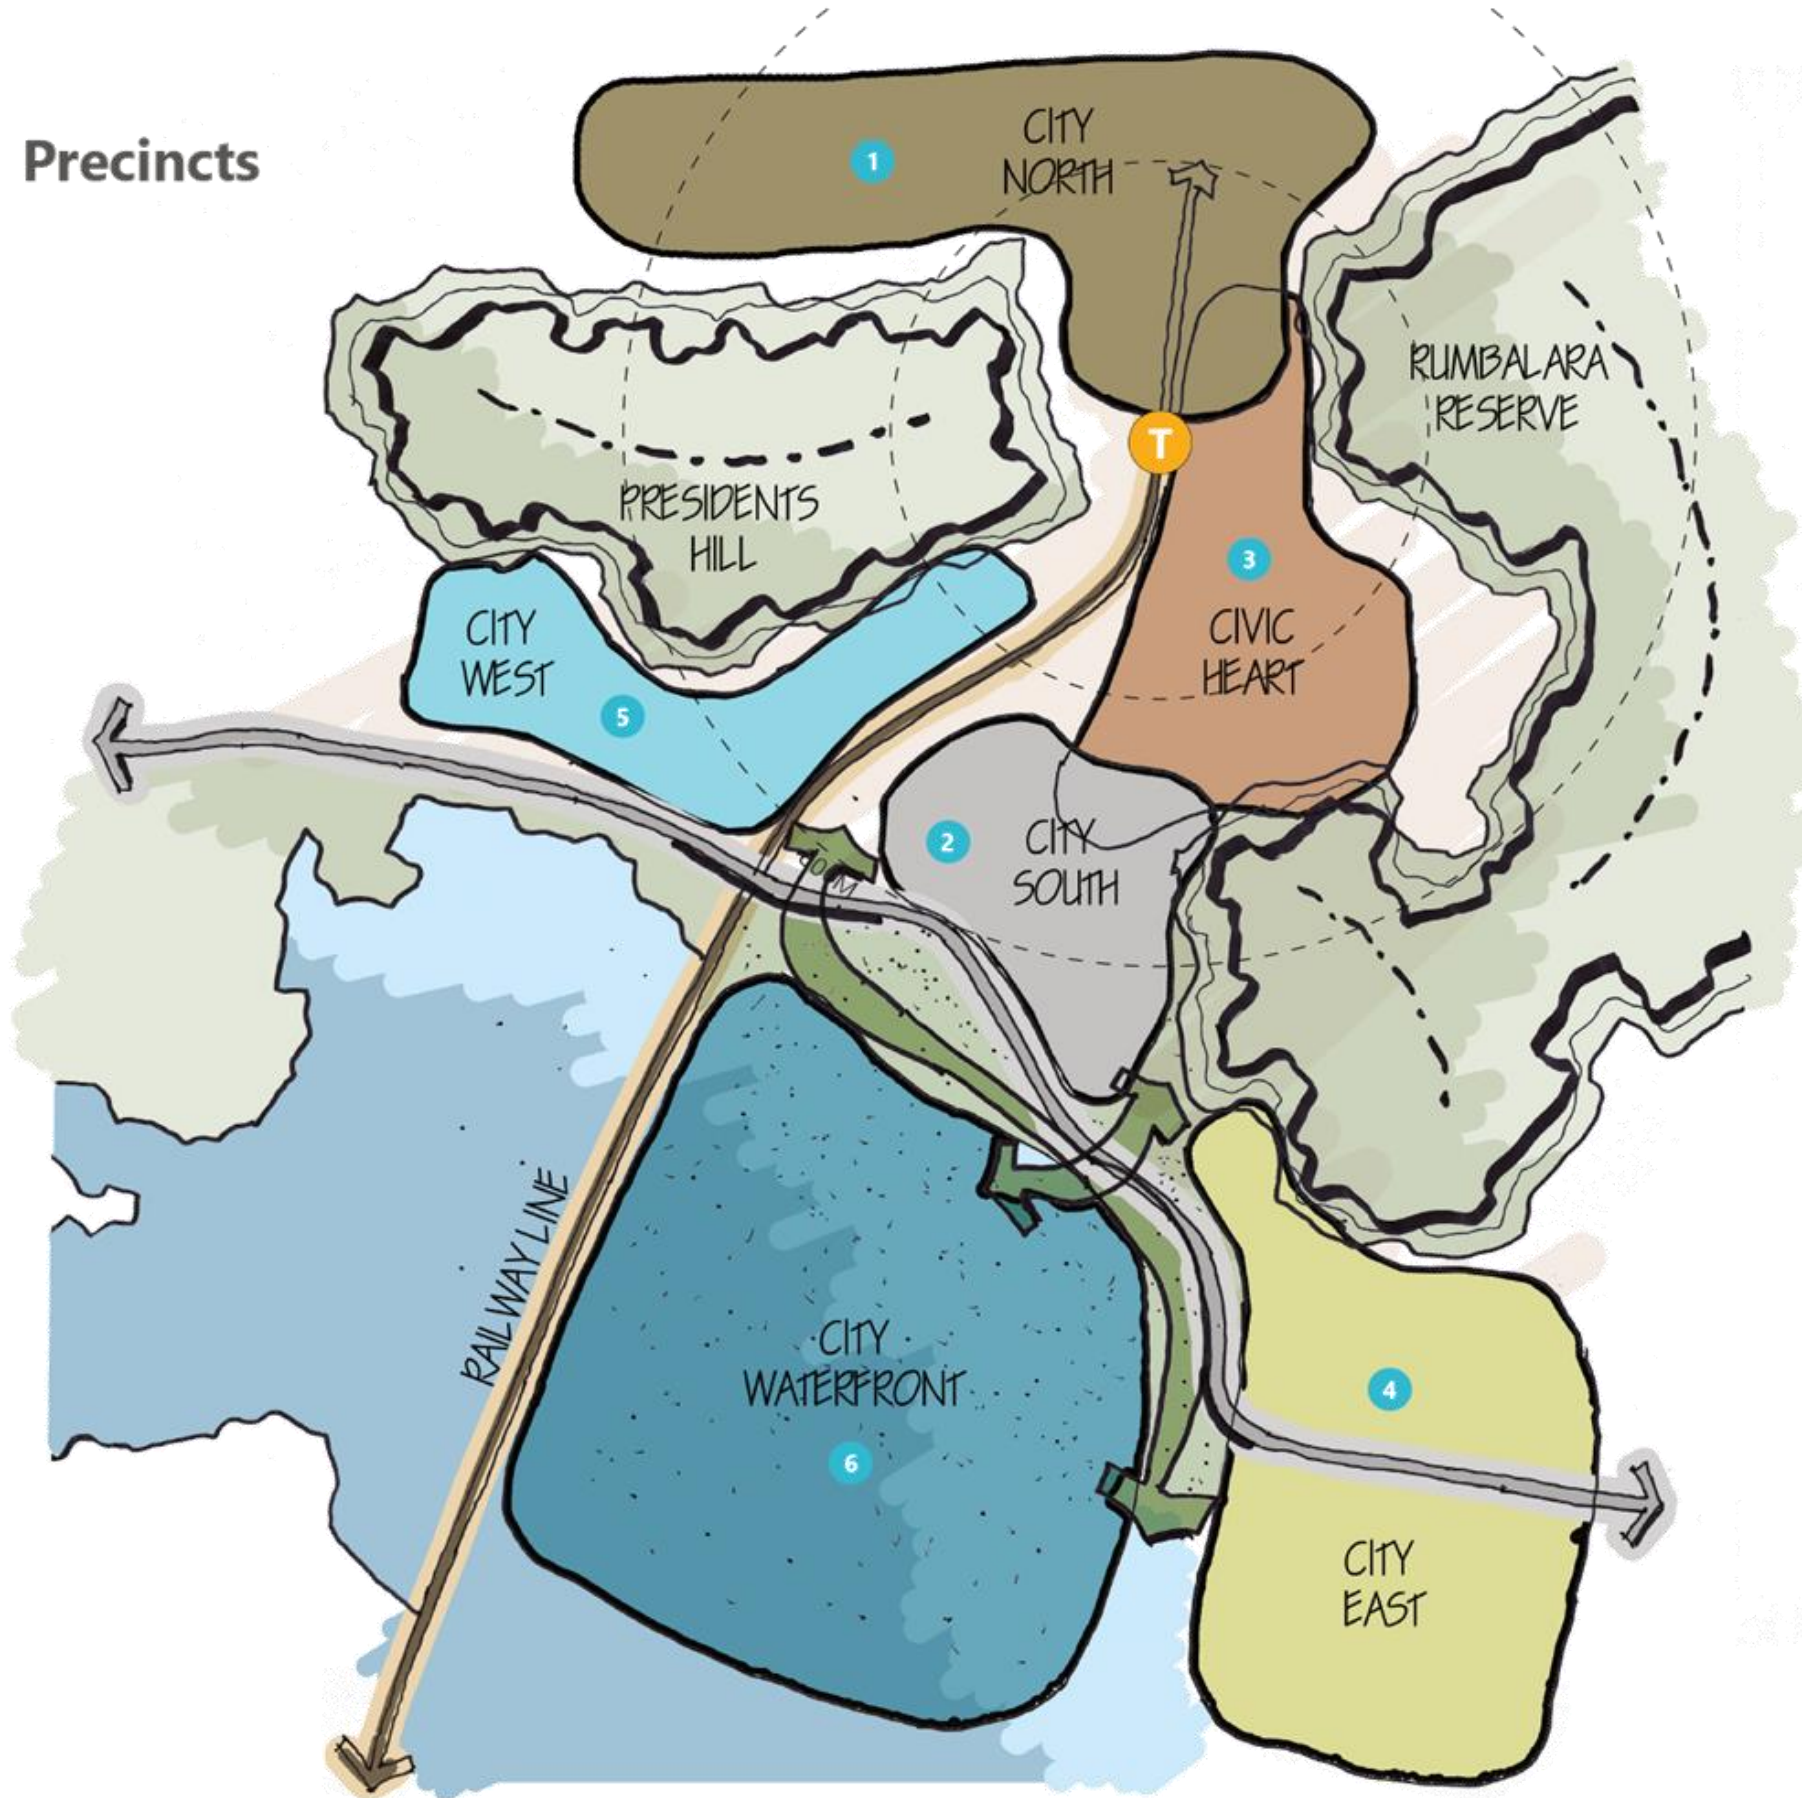 Precincts
CITY
NORTH
1
T
RUMBALARA
RESERVE
PRESIDENTS
HILL
3
CIVIC
HEART
CITY
WEST
5
2
CITY
SOUTH
RAILWAY LINE
CITY
WATERFRONT
6
4
CITY
EAST